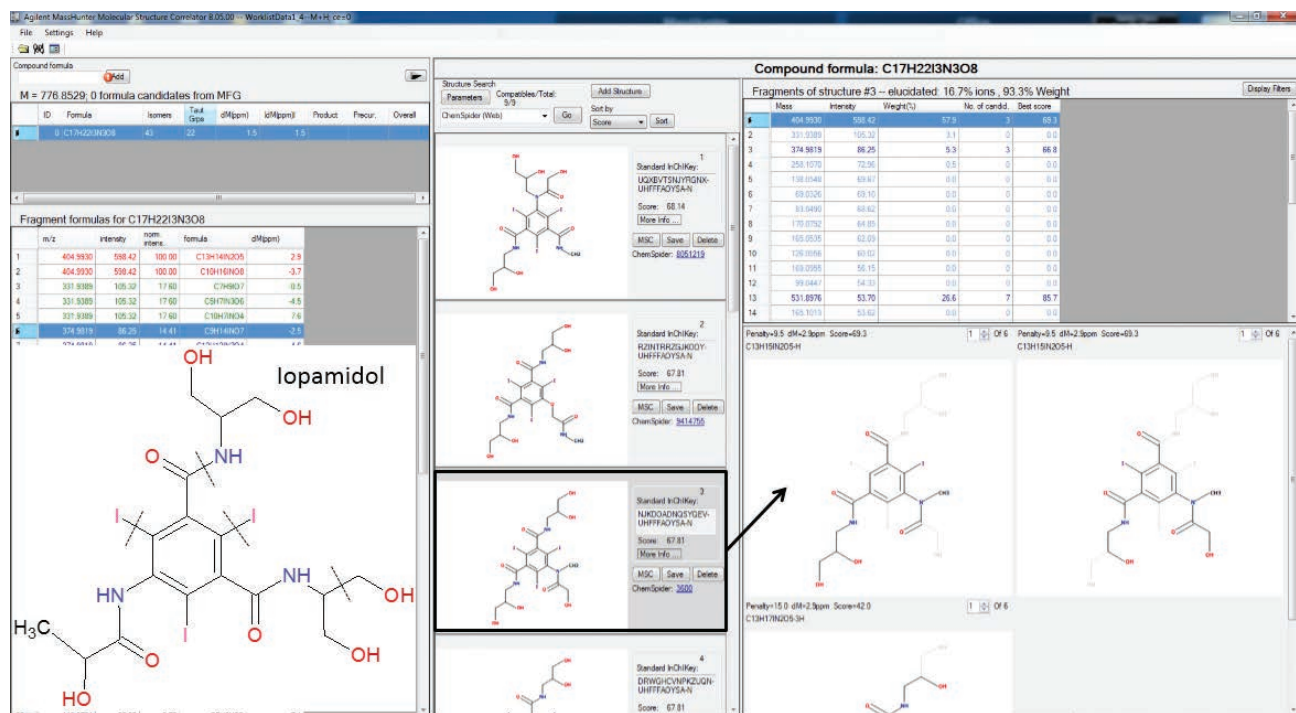 Agilent MassHunter Molecular Structure Correlator 8.05.00 -- WorklistData1_4--M+H; ce=0
File Settings Help
Compound formula
Add
M = 776.8529; 0 formula candidates from MFG
ID Formula Isomers Taut Grps dM(ppm) |dM(ppm)| Product Precur. Overall
0 C17H22I3N3O8 43 22 1.5 1.5
Fragment formulas for C17H22I3N3O8
m/z intensity norm. intens. formula dM(ppm)
1 404.9930 598.42 100.00 C13H14IN2O5 2.9
2 404.9930 598.42 100.00 C10H16INO8 -3.7
3 331.9389 105.32 17.60 C7H9IO7
4 331.9389 105.32 17.60 C5H7IN3O6 -4.5
5 331.9389 105.32 17.60 C10H7INO4 7.6
374.9819 86.25 14.41 C9H14INO7 -2.5
Iopamidol
OH
OH
NH
O
I
I
HN
NH
OH
H3C
I
O
O
OH
HO
Compound formula: C17H22I3N3O8
Structure Search
Parameters
Compatibles/Total:
9/9
Add Structure
ChemSpider (Web)
Go
Sort by
Score
Sort
1
Standard InChIKey:
UQXBVTSNJYRGNX-
UHFFFAOYSA-N
Score: 68.14
More Info ...
MSC Save Delete
ChemSpider: 8051219
2
Standard InChIKey:
RZINTRRZGJKOOY-
UHFFFAOYSA-N
Score: 67.81
More Info ...
MSC Save Delete
ChemSpider: 9414755
3
Standard InChIKey:
NJKDOADNQSYQEV-
UHFFFAOYSA-N
Score: 67.81
More Info ...
MSC Save Delete
ChemSpider: 3600
4
Standard InChIKey:
DRWGHCVNPKZUQN-
UHFFFAOYSA-N
Score: 67.81
Fragments of structure #3 -- elucidated: 16.7% ions , 93.3% Weight
Display Filters
Mass Intensity Weight(%) No. of candid. Best score
404.9930 598.42 57.9 3 69.3
2 331.9389 105.32 3.1 0 0.0
3 374.9819 86.25 5.3 3 66.8
4 258.1070 72.96 0.5 0 0.0
5 138.0548 69.67 0.0 0 0.0
6 69.0326 69.10 0.0 0 0.0
7 68.62 0.0 0 0.0
8 170.0792 64.85 0.0 0 0.0
9 165.0535 62.03 0.0 0 0.0
10 60.02 0.0 0 0.0
11 56.15 0.0 0 0.0
12 99.0447 54.33 0.0 0 0.0
13 531.8976 53.70 26.6 7 85.7
14 53.62 0.0 0 0.0
Penalty=9.5 dM=2.9ppm Score=69.3 1 Of 6
C13H15IN2O5-H
Penalty=9.5 dM=2.9ppm Score=69.3 1 Of 6
C13H15IN2O5-H
Penalty=15.0 dM=2.9ppm Score=42.0 1 Of 6
C13H17IN2O5-3H